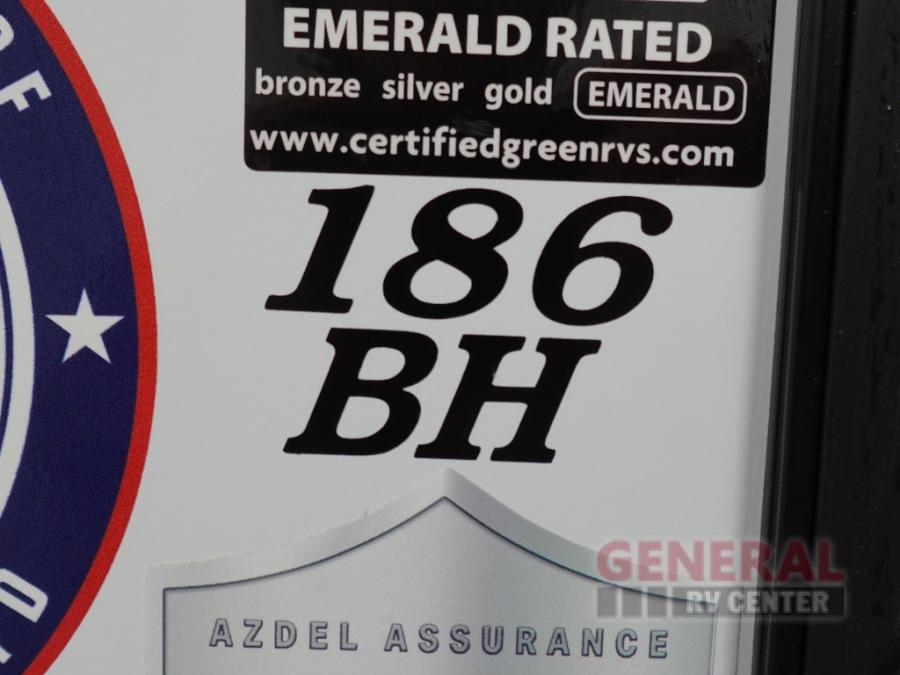 EMERALD RATED
bronze silver gold EMERALD
www.certifiedgreenrvs.com
186
BH
AZDEL ASSURANCE
GENERAL
RV CENTER